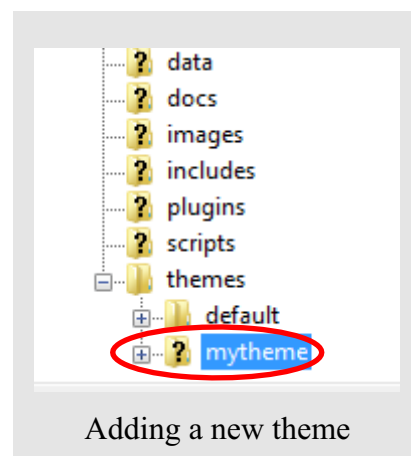 data
docs
images
includes
plugins
scripts
themes
default
mytheme
Adding a new theme